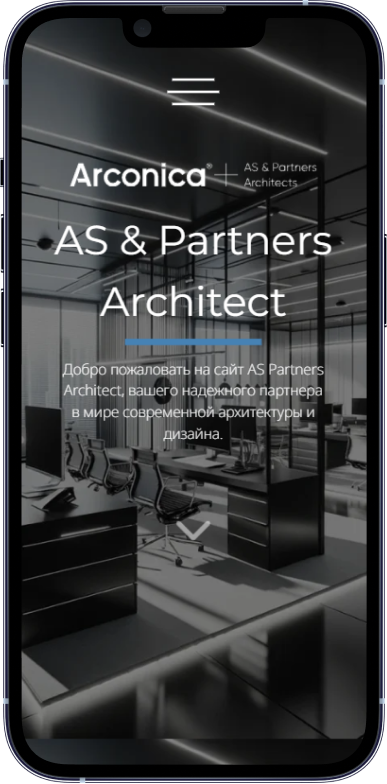 Arconica® AS & Partners
Architects
AS & Partners
Architect
Добро пожаловать на сайт AS Partners
Architect, вашего надежного партнера
в мире современной архитектуры и
дизайна.